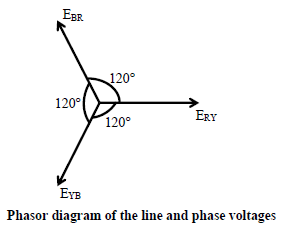 EBR
120°
120°
ERY
120°
EYB
Phasor diagram of the line and phase voltages